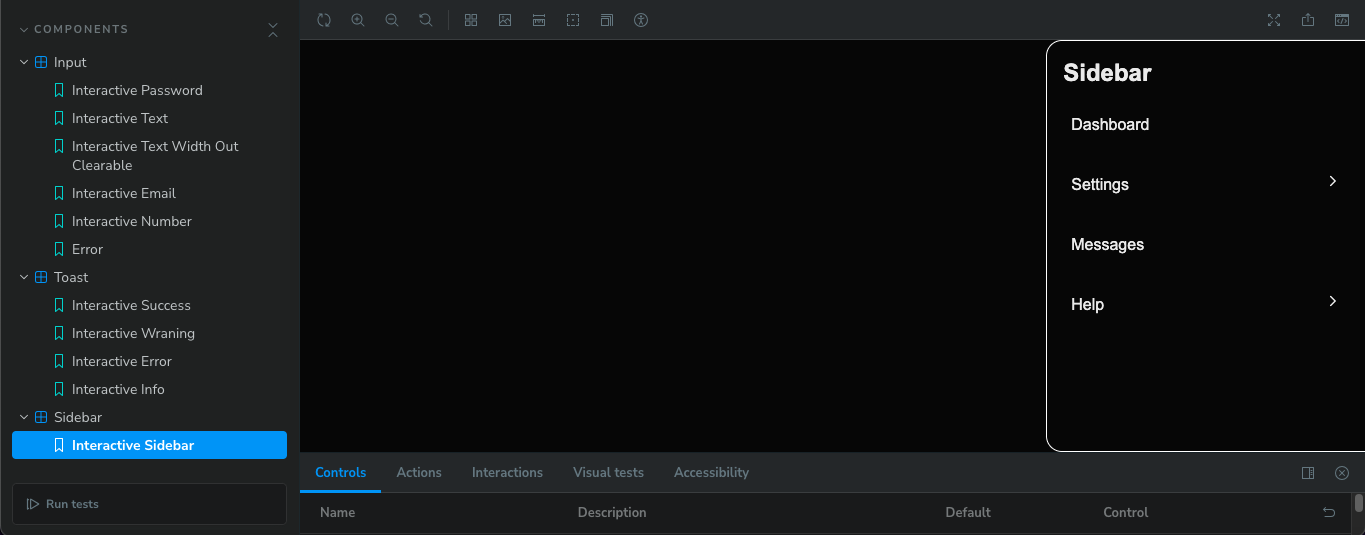 COMPONENTS
Input
Interactive Password
Interactive Text
Interactive Text Width Out
Clearable
Interactive Email
Interactive Number
Error
Toast
Interactive Success
Interactive Wraning
Interactive Error
Interactive Info
Sidebar
Interactive Sidebar
Run tests
Sidebar
Dashboard
Settings
Messages
Help
Controls Actions Interactions Visual tests Accessibility
Name Description Default Control